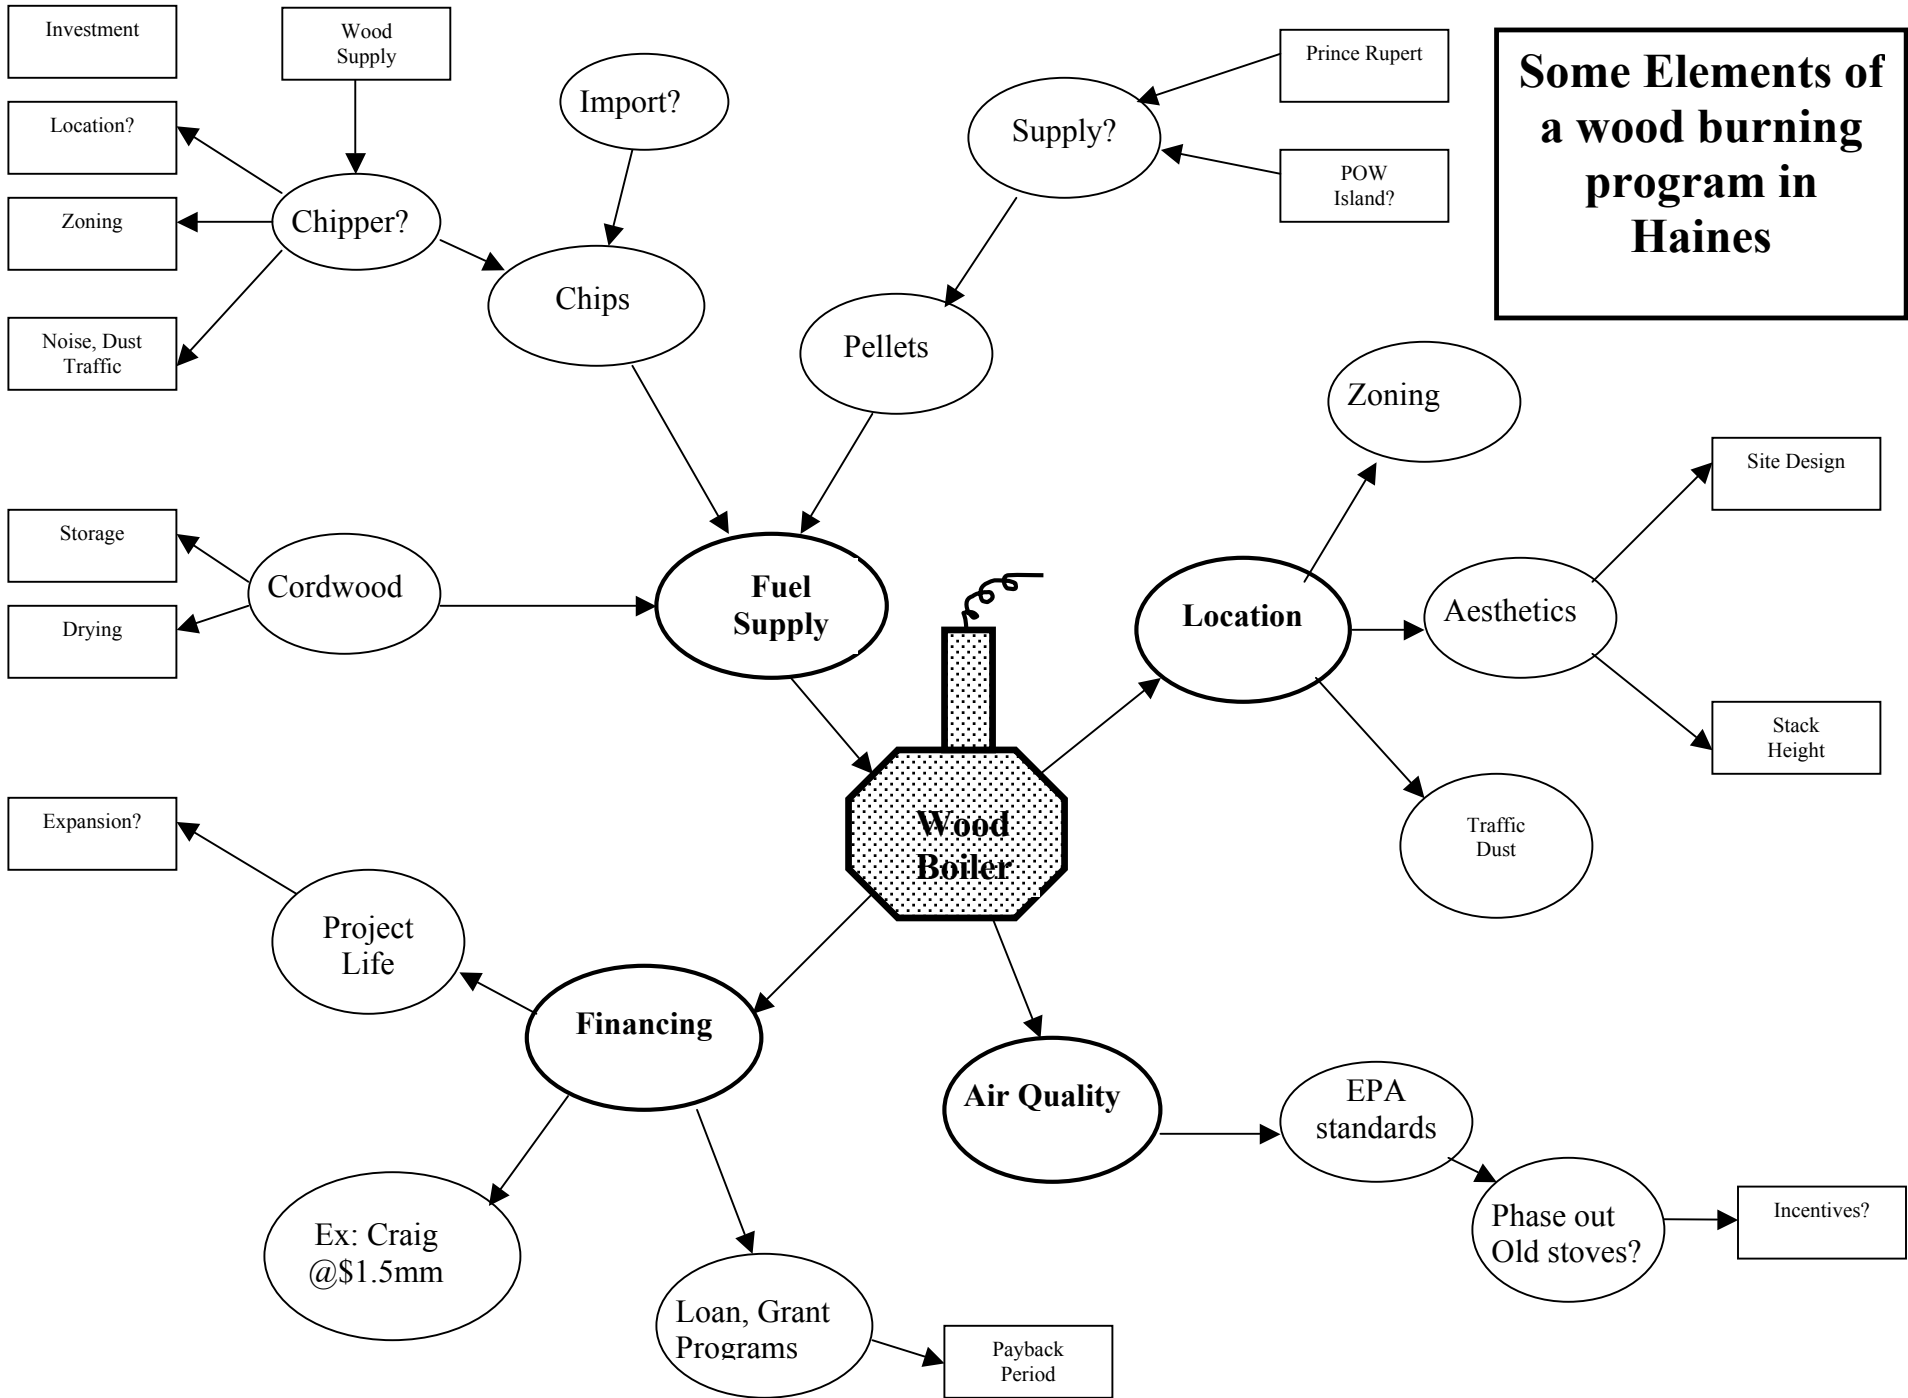 Investment
Wood
Supply
Import?
Prince Rupert
Some Elements of
a wood burning
program in
Haines
Location?
Supply?
POW
Island?
Zoning
Chipper?
Chips
Noise, Dust
Traffic
Pellets
Zoning
Site Design
Storage
Cordwood
Drying
Fuel
Supply
Location
Aesthetics
Stack
Height
Expansion?
Wood
Boiler
Traffic
Dust
Project
Life
Financing
Air Quality
EPA
standards
Phase out
Old stoves?
Incentives?
Ex: Craig
@$1.5mm
Loan, Grant
Programs
Payback
Period